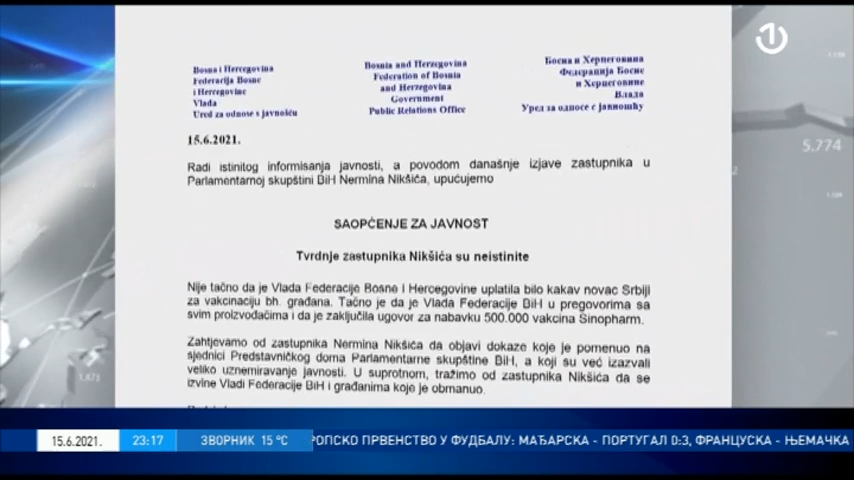 Bosna i Hercegovina
Federacija Bosne
i Hercegovine
Vlada
Ured za odnose s javnošću
Bosnia and Herzegovina
Federation of Bosnia
and Herzegovina
Government
Public Relations Office
Босна и Херцеговина
Федерација Босне
и Херцеговине
Влада
Уред за односе с јавношћу
15.6.2021.
Radi istinitog informisanja javnosti, a povodom današnje izjave zastupnika u
Parlamentarnoj skupštini BiH Nermina Nikšića, upućujemo
SAOPĆENJE ZA JAVNOST
Tvrdnje zastupnika Nikšića su neistinite
Nije tačno da je Vlada Federacije Bosne i Hercegovine uplatila bilo kakav novac Srbiji
za vakcinaciju bh. građana. Tačno je da je Vlada Federacije BiH u pregovorima sa
svim proizvođačima i da je zaključila ugovor za nabavku 500.000 vakcina Sinopharm.
Zahtjevamo od zastupnika Nermina Nikšića da objavi dokaze koje je pomenuo na
sjednici Predstavničkog doma Parlamentarne skupštine BiH, a koji su već izazvali
veliko uznemiravanje javnosti. U suprotnom, tražimo od zastupnika Nikšića da se
izvine Vladi Federacije BiH i građanima koje je obmanuo.
5.774
15.6.2021. 23:17 ЗВОРНИК 15 °C РОПСКО ПРВЕНСТВО У ФУДБАЛУ: МАЂАРСКА - ПОРТУГАЛ 0:3, ФРАНЦУСКА - ЊЕМАЧКА